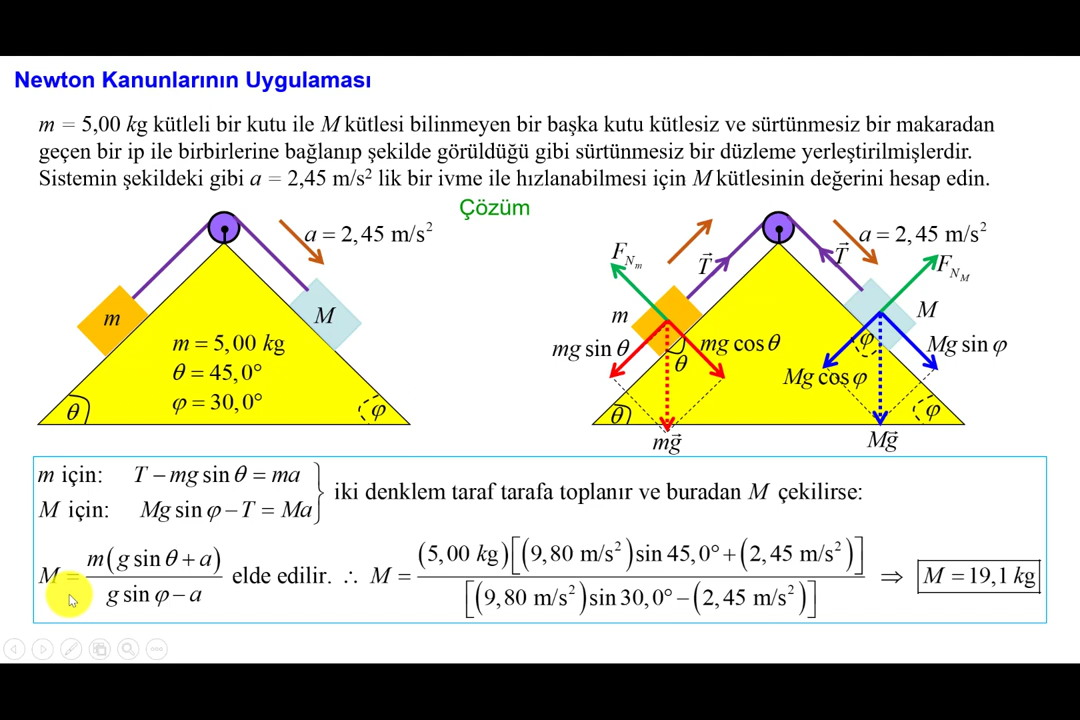 Newton Kanunlarının Uygulaması
m = 5,00 kg kütleli bir kutu ile M kütlesi bilinmeyen bir başka kutu kütlesiz ve sürtünmesiz bir makaradan
geçen bir ip ile birbirlerine bağlanıp şekilde görüldüğü gibi sürtünmesiz bir düzleme yerleştirilmişlerdir.
Sistemin şekildeki gibi a = 2,45 m/s² lik bir ivme ile hızlanabilmesi için M kütlesinin değerini hesap edin.
Çözüm
a = 2,45 m/s²
m
M
m = 5,00 kg
θ = 45,0°
φ = 30,0°
θ
φ
a = 2,45 m/s²
F_{N_m}
T⃗
T⃗
F_{N_M}
m
M
mg sin θ
mg cos θ
θ
φ
Mg sin φ
Mg cos φ
θ
φ
mg⃗
Mg⃗
m için: T − mg sin θ = ma
M için: Mg sin φ − T = Ma
iki denklem taraf tarafa toplanır ve buradan M çekilirse:
M = m(g sin θ + a) / g sin φ − a elde edilir. ∴ M = (5,00 kg)[(9,80 m/s²) sin 45,0° + (2,45 m/s²)] / [(9,80 m/s²) sin 30,0° − (2,45 m/s²)] ⇒ M = 19,1 kg